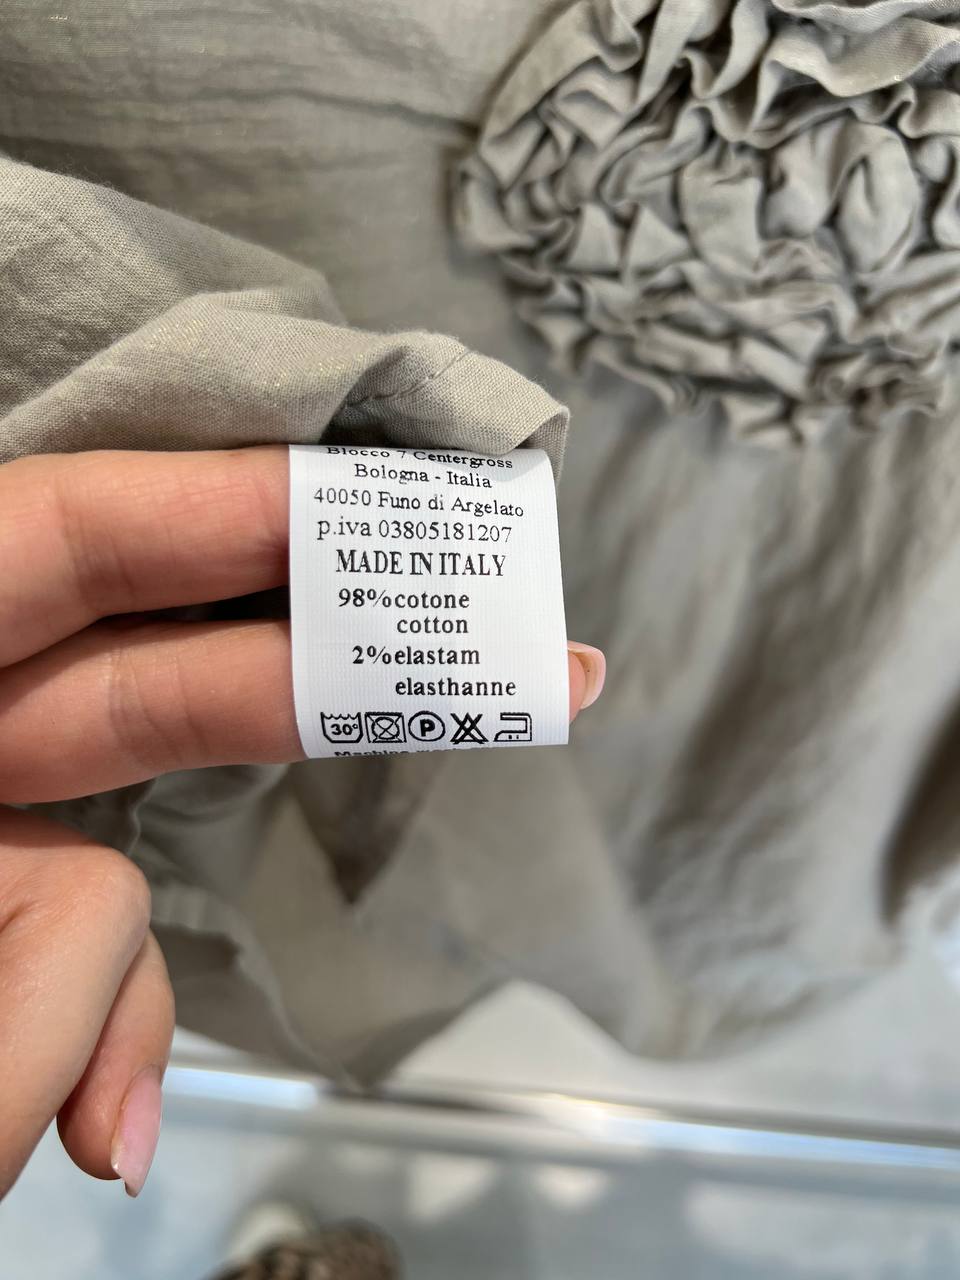 Blocco 7 Centergross
Bologna - Italia
40050 Funo di Argelato
p.iva 03805181207
MADE IN ITALY
98%cotone
cotton
2%elastam
elasthanne
30° P